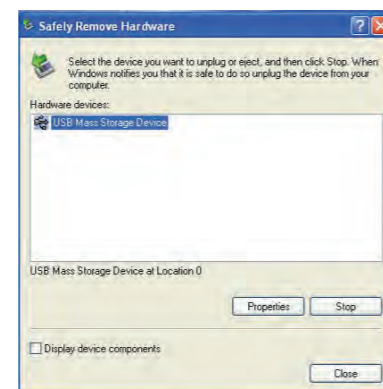 Safely Remove Hardware
Select the device you want to unplug or eject, and then click Stop. When
Windows notifies you that it is safe to do so unplug the device from your
computer.
Hardware devices:
USB Mass Storage Device
USB Mass Storage Device at Location 0
Properties
Stop
Display device components
Close